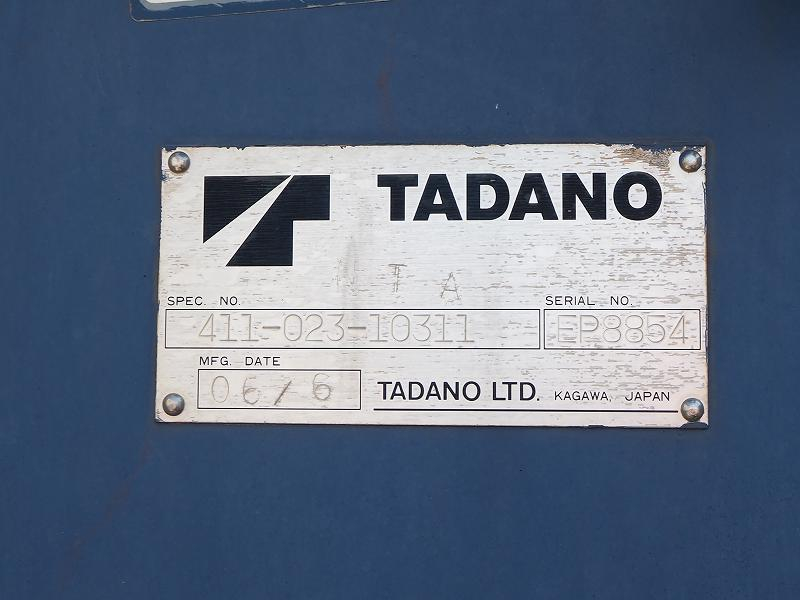 TADANO
T A
SPEC. NO.
SERIAL NO.
411-023-10311
EP8854
MFG. DATE
06/6
TADANO LTD. KAGAWA, JAPAN